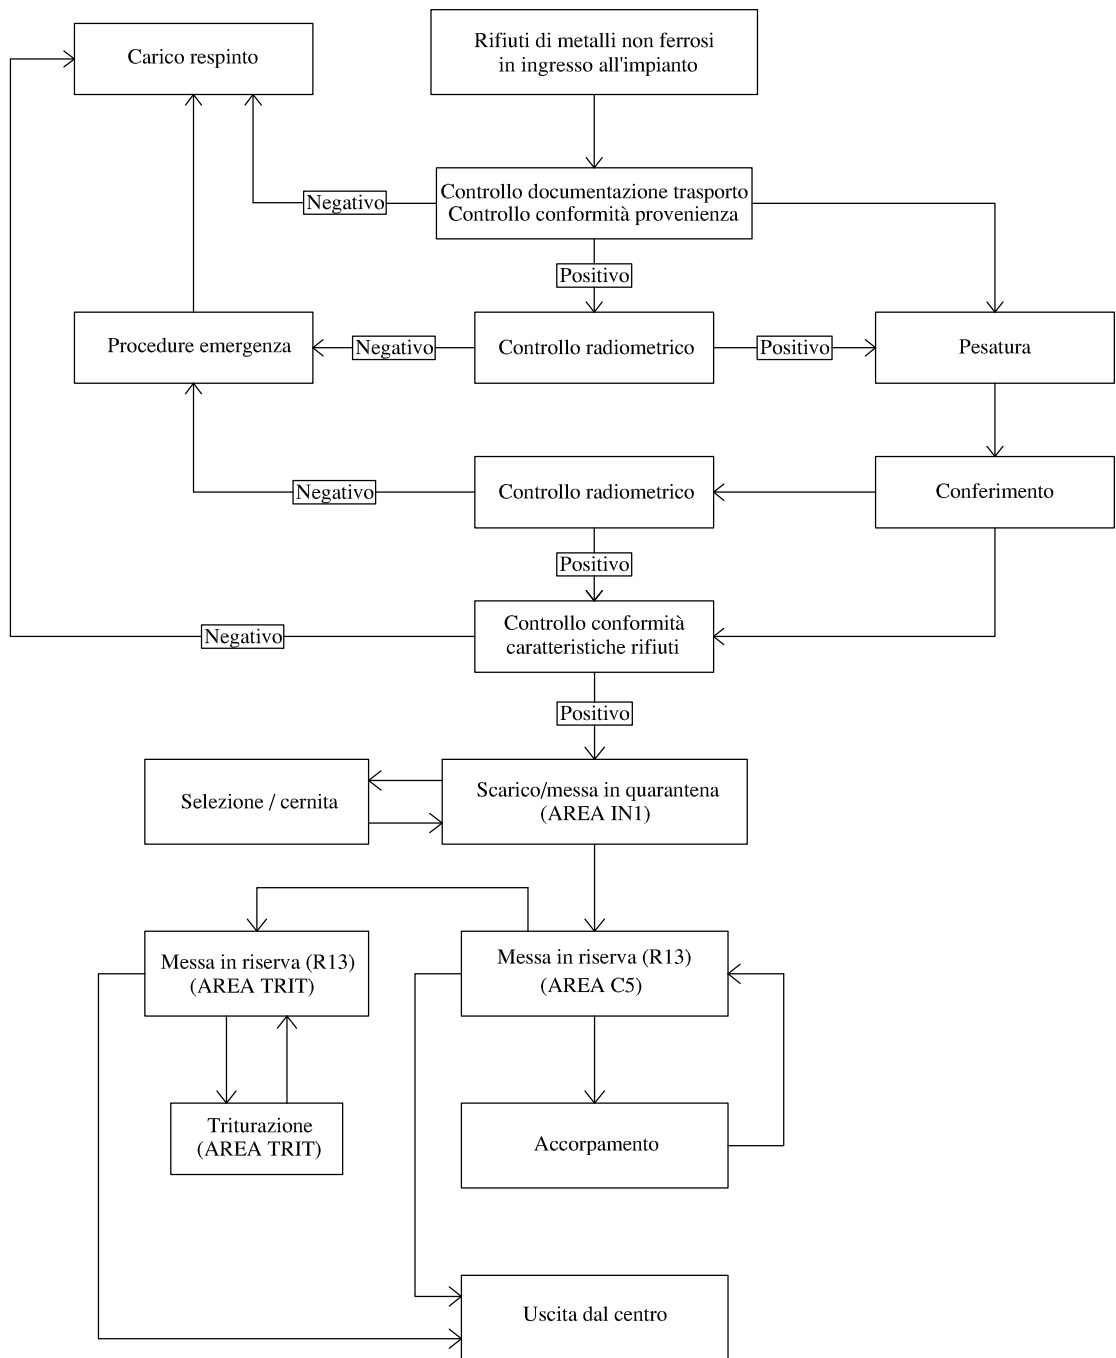 Carico respinto
Rifiuti di metalli non ferrosi
in ingresso all'impianto
Controllo documentazione trasporto
Controllo conformità provenienza
Negativo
Positivo
Procedure emergenza
Negativo
Controllo radiometrico
Positivo
Pesatura
Negativo
Controllo radiometrico
Conferimento
Positivo
Controllo conformità
caratteristiche rifiuti
Negativo
Positivo
Selezione / cernita
Scarico/messa in quarantena
(AREA IN1)
Messa in riserva (R13)
(AREA TRIT)
Messa in riserva (R13)
(AREA C5)
Triturazione
(AREA TRIT)
Accorpamento
Uscita dal centro